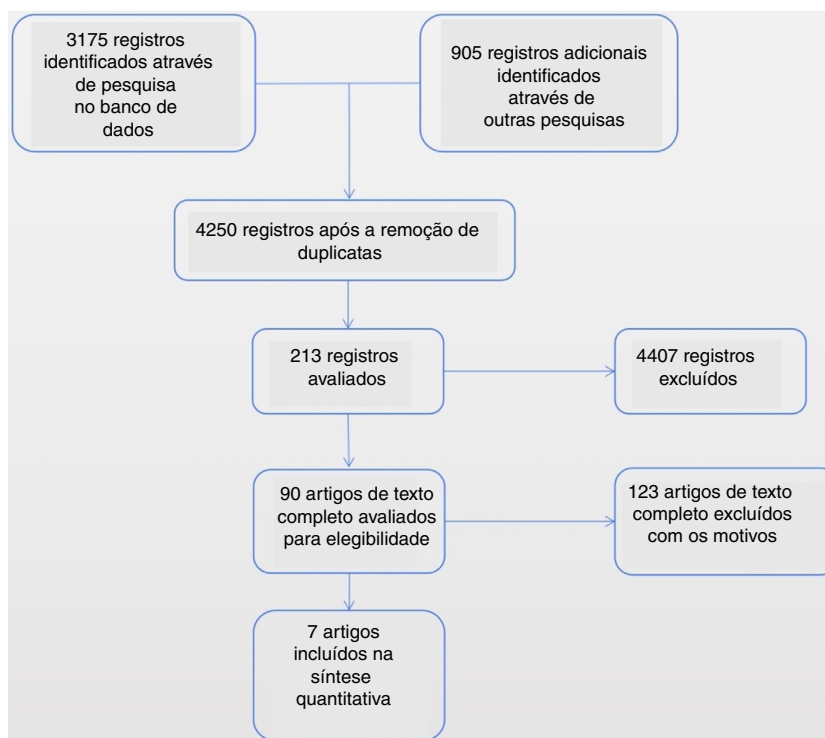 3175 registros
identificados através
de pesquisa
no banco de
dados
905 registros adicionais
identificados
através de
outras pesquisas
4250 registros após a remoção de
duplicatas
213 registros
avaliados
4407 registros
excluídos
90 artigos de texto
completo avaliados
para elegibilidade
123 artigos de texto
completo excluídos
com os motivos
7 artigos
incluídos na
síntese
quantitativa